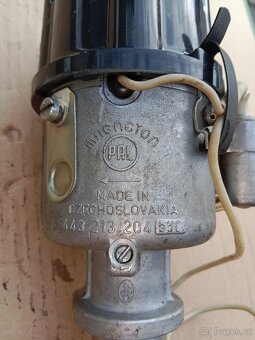 MAGNETON
PAL
MADE IN
CZECHOSLOVAKIA
443 213 204